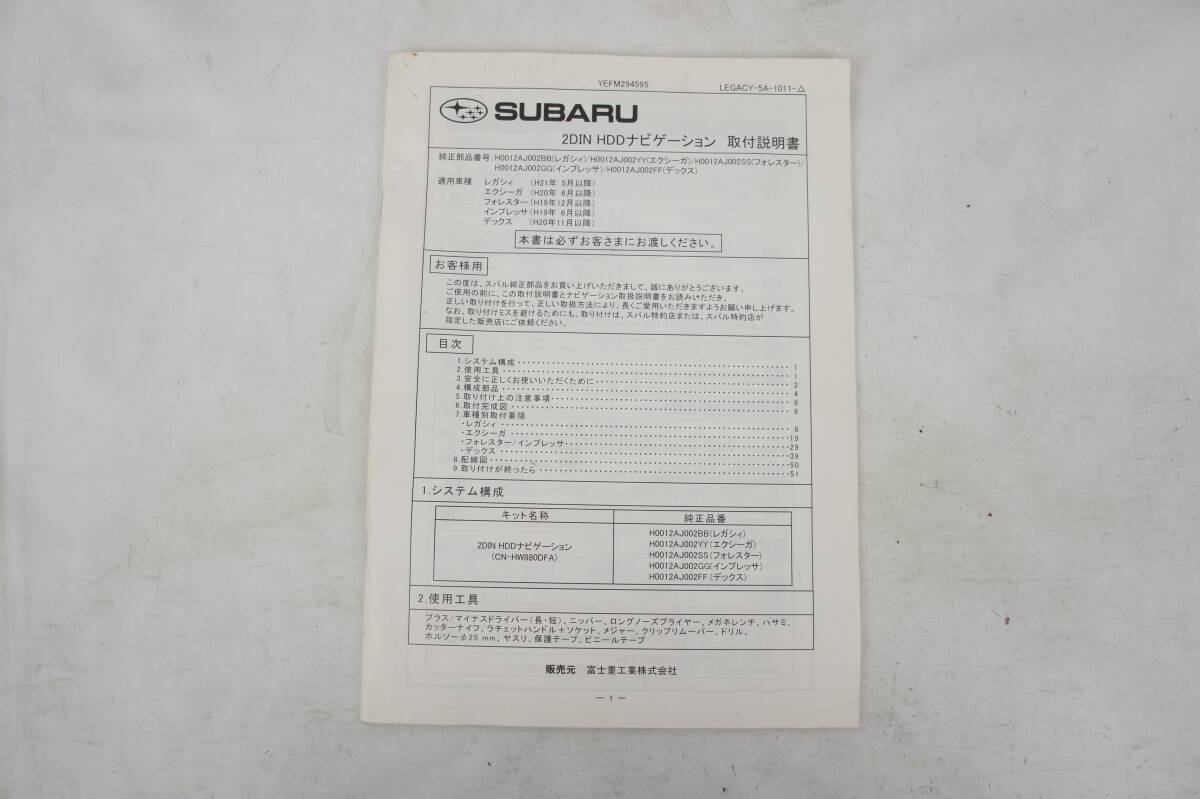 YEFM294595
LEGACY-5A-1011-△
SUBARU
2DIN HDDナビゲーション 取付説明書
純正部品番号:H0012AJ002BB(レガシィ)/H0012AJ002YY(エクシーガ)/H0012AJ002SS(フォレスター)/
H0012AJ002GG(インプレッサ)/H0012AJ002FF(デックス)
適用車種 レガシィ (H21年 5月以降)
エクシーガ (H20年 6月以降)
フォレスター(H19年12月以降)
インプレッサ(H19年 6月以降)
デックス (H20年11月以降)
本書は必ずお客さまにお渡しください。
お客様用
この度は、スバル純正部品をお買い上げいただきまして、誠にありがとうございます。
ご使用の前に、この取付説明書とナビゲーション取扱説明書をお読みいただき、
正しい取り付けを行って、正しい取扱方法により、長くご愛用いただきますようお願い申し上げます。
なお、取り付けミスを避けるためにも、取り付けは、スバル特約店または、スバル特約店が
指定した販売店にご依頼ください。
目次
1.システム構成 ・・・・・・・・・・ 1
2.使用工具 ・・・・・・・・・・ 1
3.安全に正しくお使いいただくために ・・・・・・・・・・ 2
4.構成部品 ・・・・・・・・・・ 4
5.取り付け上の注意事項 ・・・・・・・・・・ 6
6.取付完成図 ・・・・・・・・・・ 6
7.車種別取付要領
・レガシィ ・・・・・・・・・・ 8
・エクシーガ ・・・・・・・・・・ 19
・フォレスター/インプレッサ ・・・・・・・・・・ 29
・デックス ・・・・・・・・・・ 39
8.配線図 ・・・・・・・・・・ 50
9.取り付けが終ったら ・・・・・・・・・・ 51
1.システム構成
キット名称 純正品番
2DIN HDDナビゲーション
(CN-HW880DFA)
H0012AJ002BB(レガシィ)
H0012AJ002YY(エクシーガ)
H0012AJ002SS(フォレスター)
H0012AJ002GG(インプレッサ)
H0012AJ002FF(デックス)
2.使用工具
プラス/マイナスドライバー(長・短)、ニッパー、ロングノーズプライヤー、メガネレンチ、ハサミ、
カッターナイフ、ラチェットハンドル+ソケット、メジャー、クリップリムーバー、ドリル、
ホルソーφ25 mm、ヤスリ、保護テープ、ビニールテープ
販売元 富士重工業株式会社
— 1 —